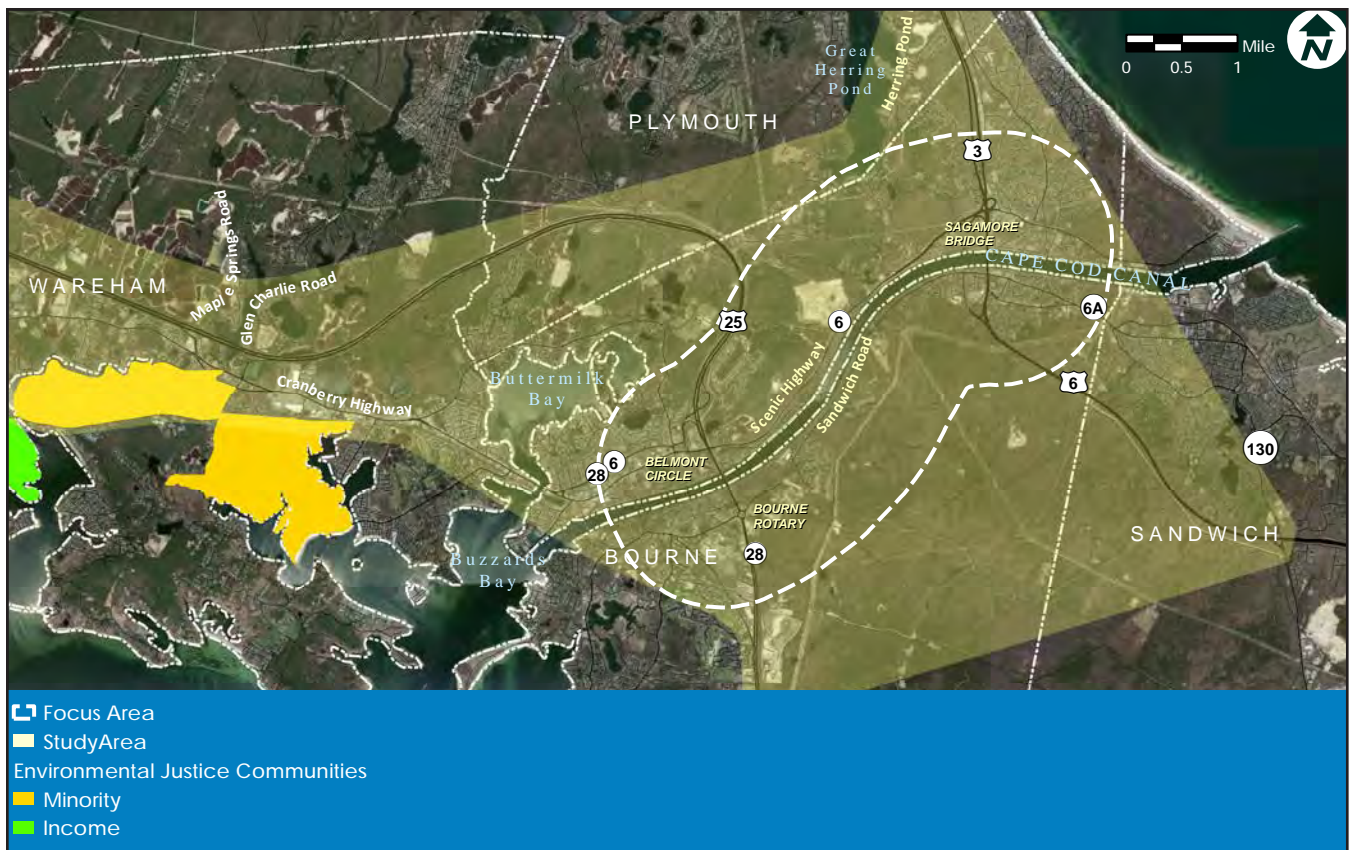 Great
Herring
Pond
Herring Pond
N
Mile
0 0.5 1
PLYMOUTH
3
Maple Springs Road
Glen Charlie Road
WAREHAM
SAGAMORE
BRIDGE
CAPE COD CANAL
6A
25
6
Scenic Highway
Sandwich Road
Buttermilk
Bay
Cranberry Highway
6
130
6
28
BELMONT
CIRCLE
BOURNE
ROTARY
SANDWICH
28
BOURNE
Buzzards
Bay
Focus Area
StudyArea
Environmental Justice Communities
Minority
Income